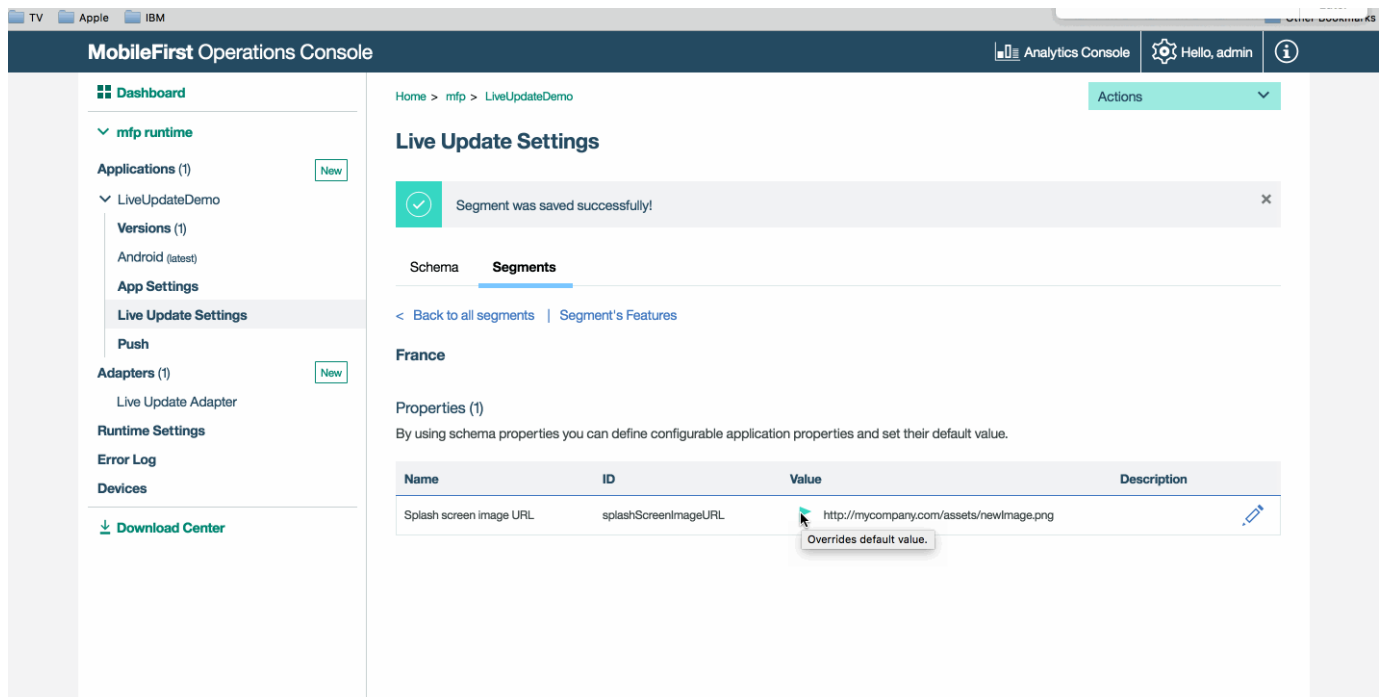 TV Apple IBM
Other Bookmarks
MobileFirst Operations Console Analytics Console Hello, admin
Dashboard
Home > mfp > LiveUpdateDemo
Actions
mfp runtime
Live Update Settings
Applications (1) New
LiveUpdateDemo
Segment was saved successfully!
Versions (1)
Android (latest)
App Settings
Schema Segments
Live Update Settings
< Back to all segments | Segment's Features
Push
France
Adapters (1) New
Live Update Adapter
Properties (1)
Runtime Settings
By using schema properties you can define configurable application properties and set their default value.
Error Log
Devices
Name ID Value Description
Splash screen image URL splashScreenImageURL http://mycompany.com/assets/newImage.png
Download Center
Overrides default value.